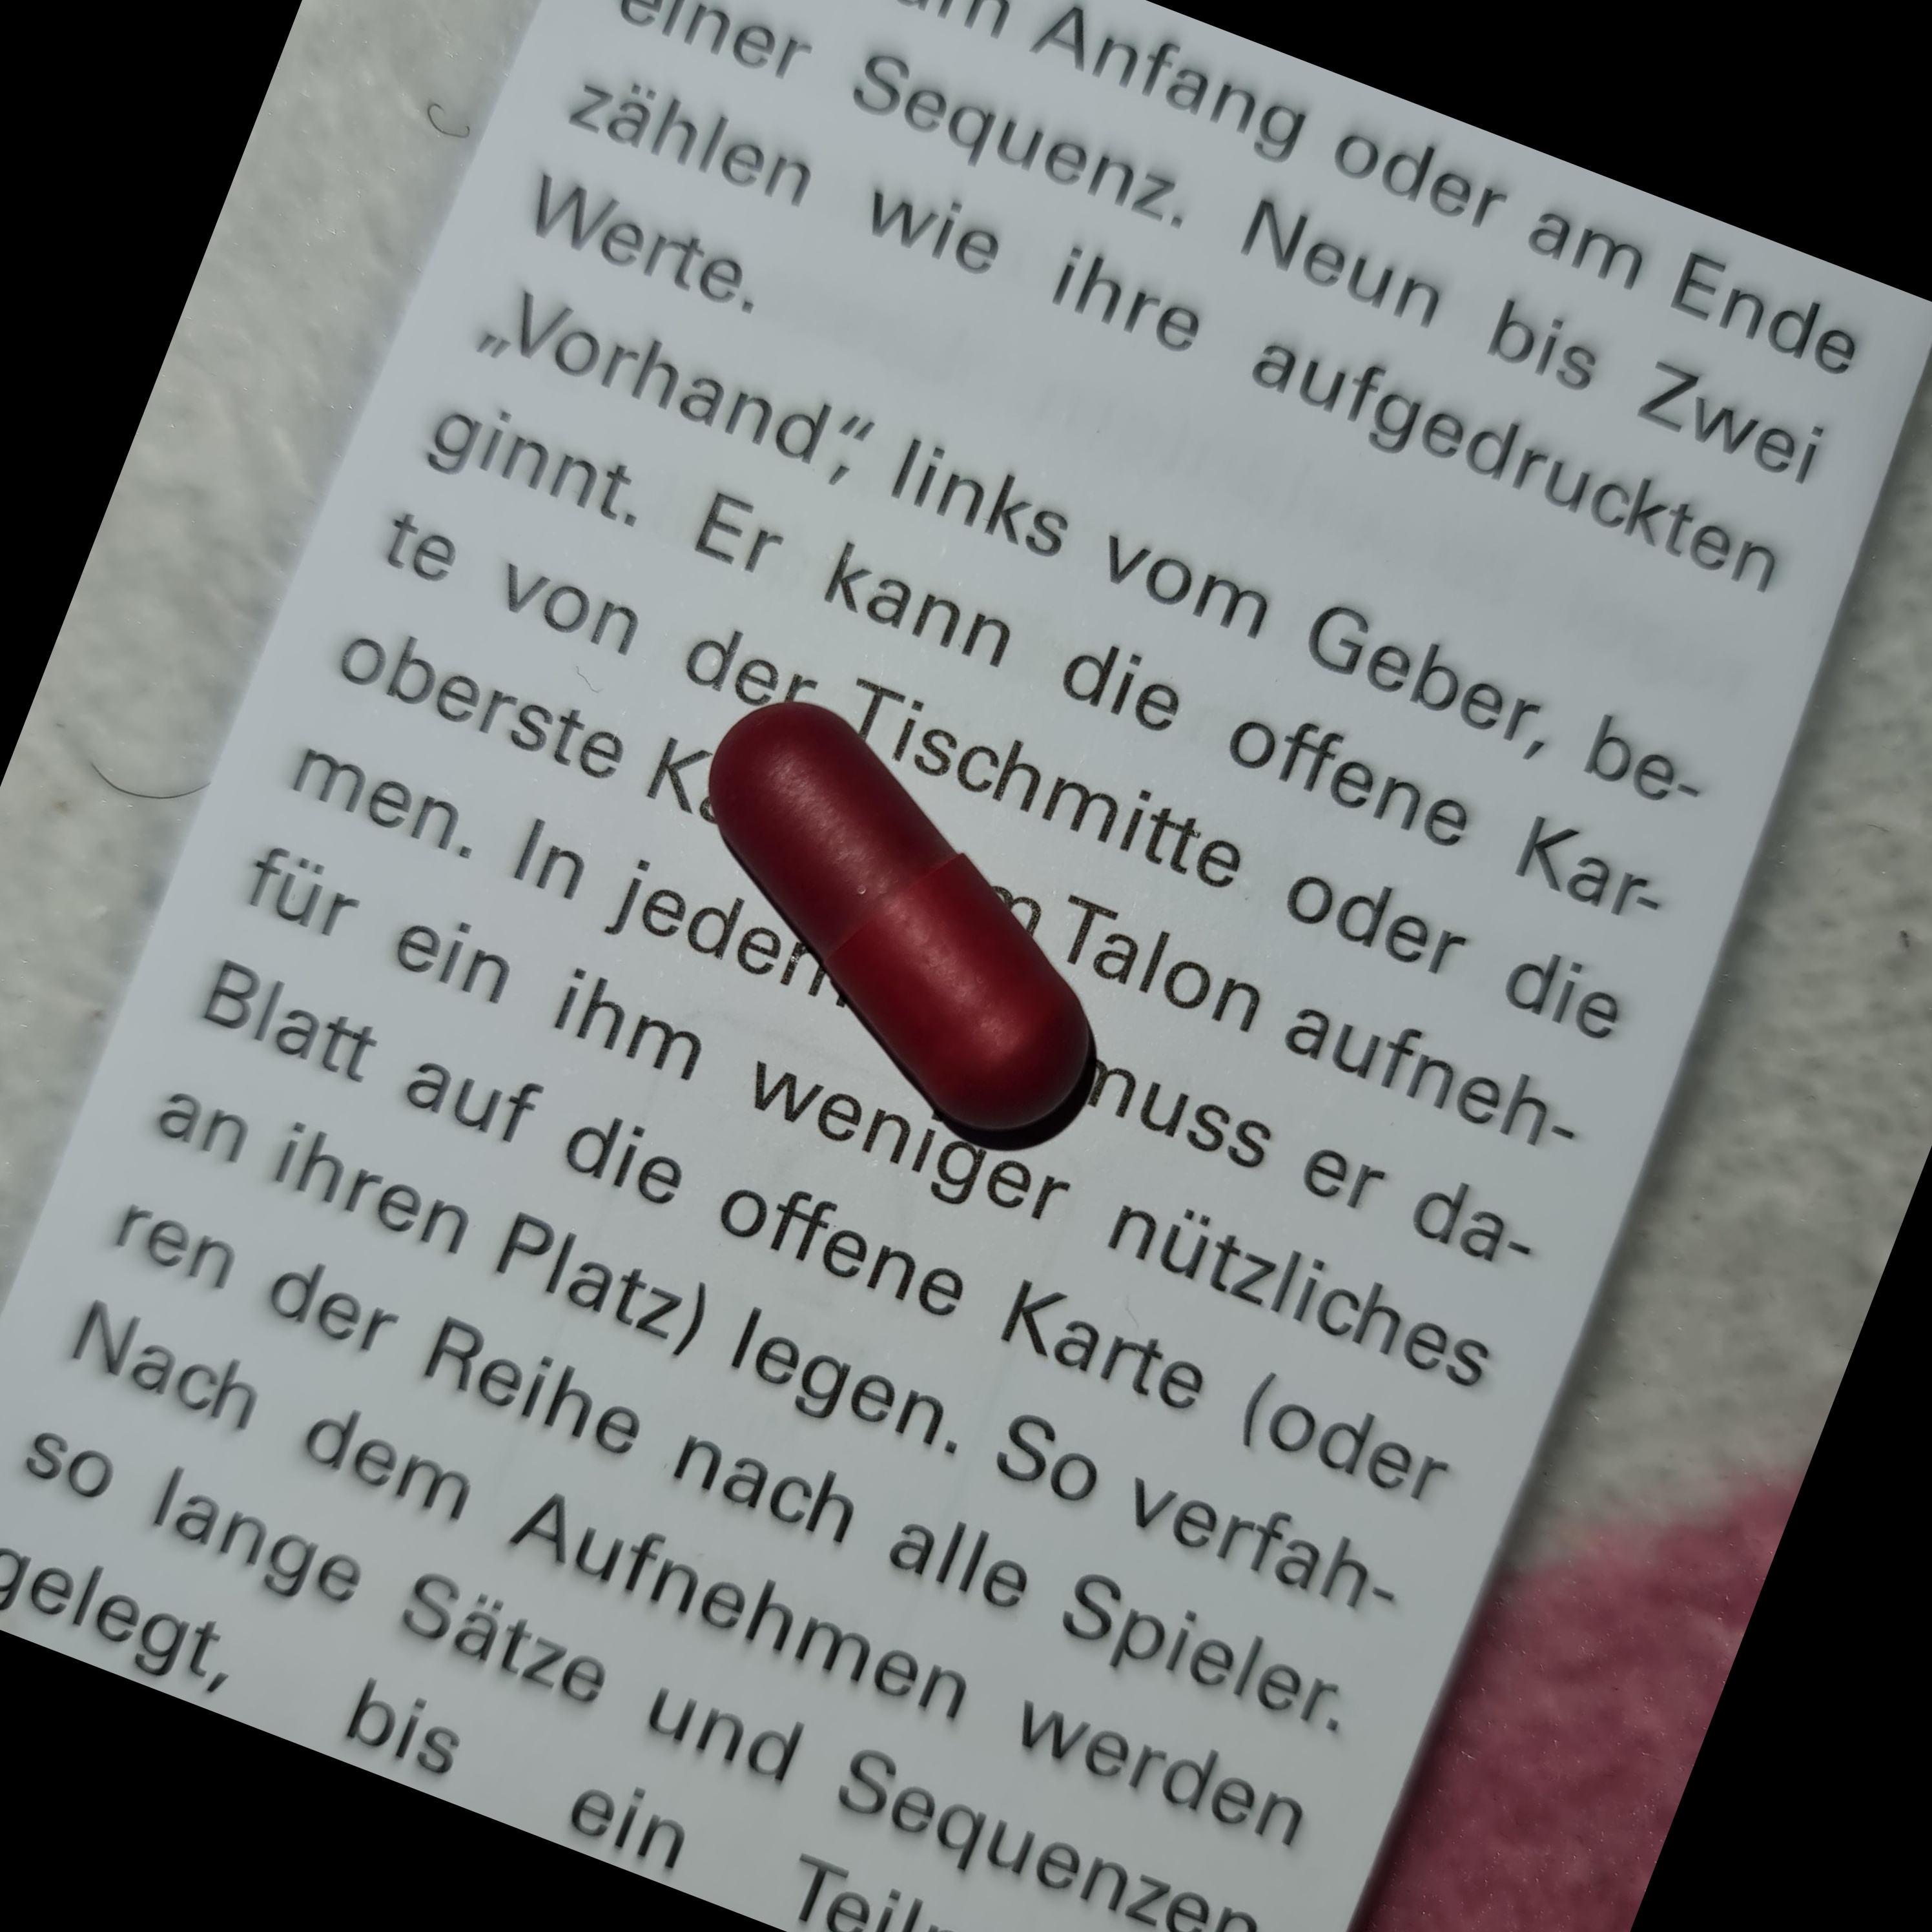 Anfang oder am Ende
einer Sequenz. Neun bis Zwei
zählen wie ihre aufgedruckten
Werte.
„Vorhand“, links vom Geber, be-
ginnt. Er kann die offene Kar-
te von der Tischmitte oder die
oberste Talon aufneh-
men. In jedem muss er da-
für ein ihm weniger nützliches
Blatt auf die offene Karte (oder
an ihren Platz) legen. So verfah-
ren der Reihe nach alle Spieler.
Nach dem Aufnehmen werden
so lange Sätze und Sequenzen
gelegt, bis ein